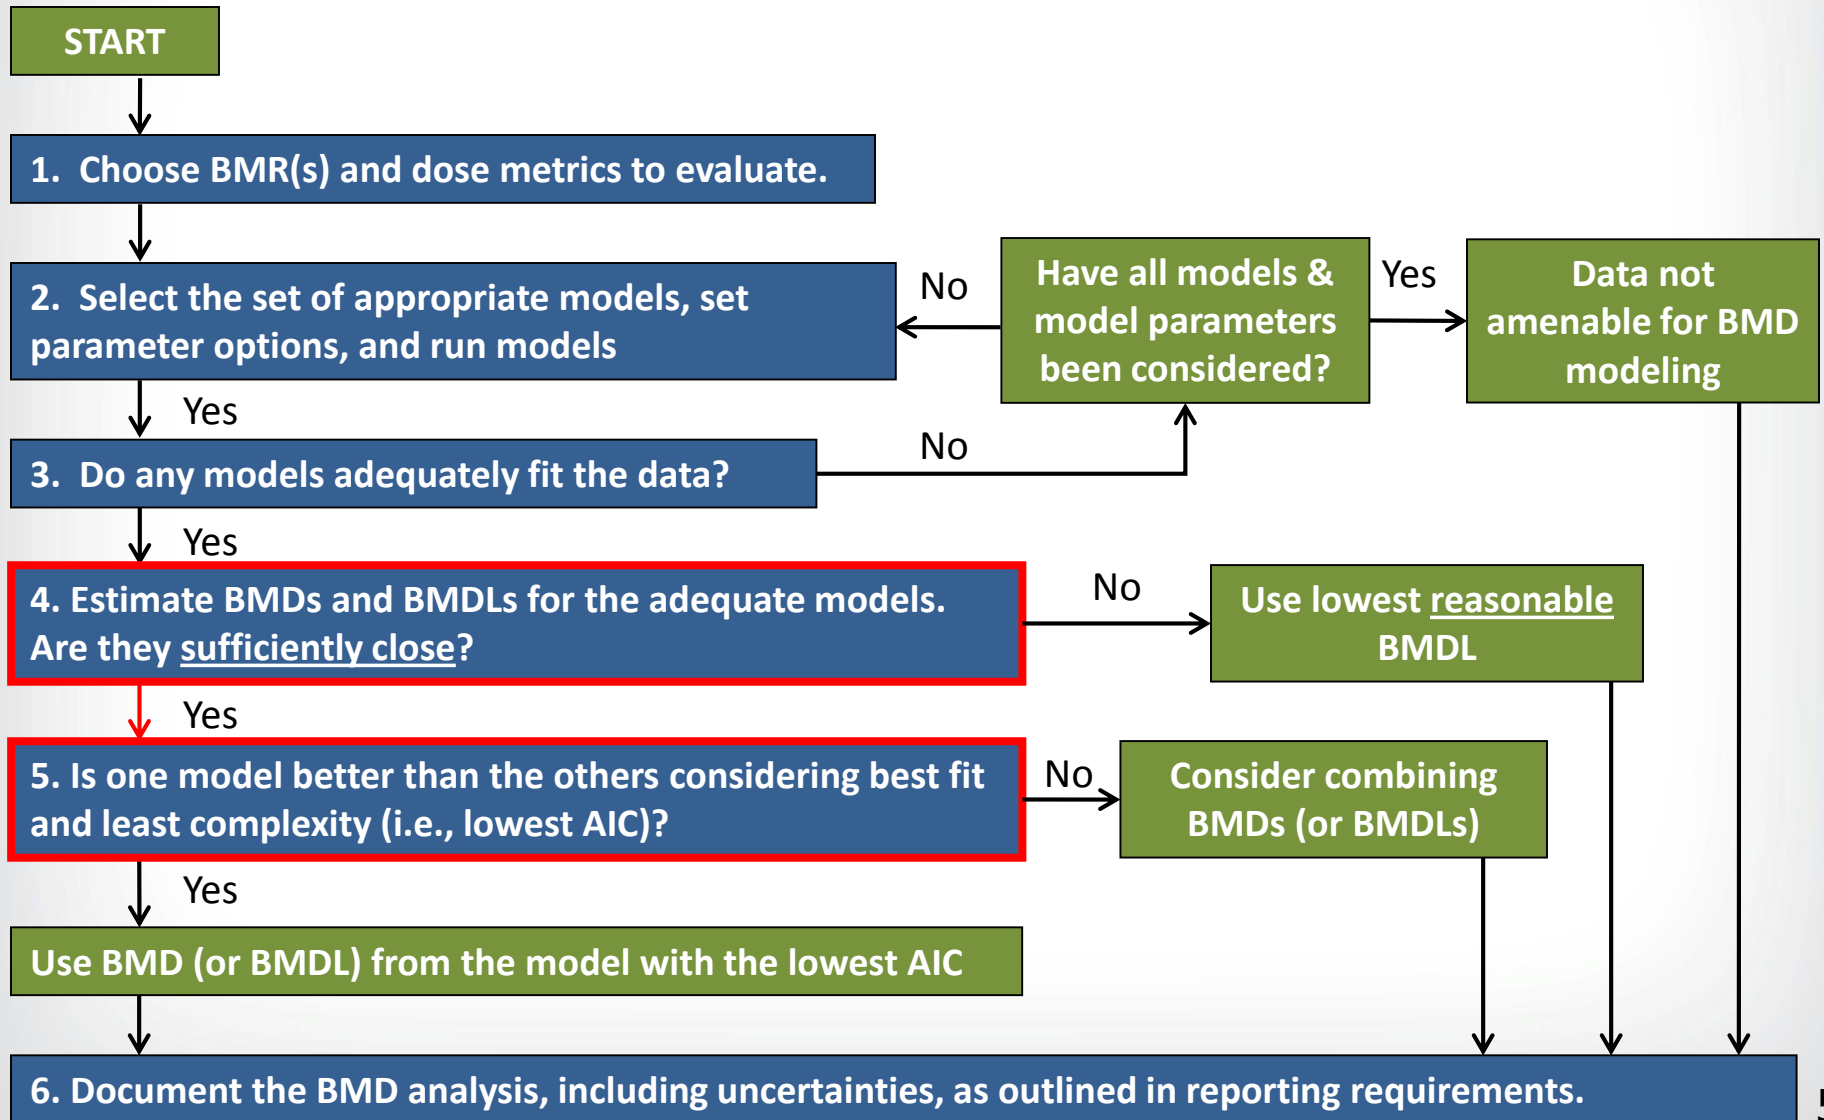 START
1.  Choose BMR(s) and dose metrics to evaluate.
2.  Select the set of appropriate models, set
parameter options, and run models
No
Have all models &
model parameters
been considered?
Yes
Data not
amenable for BMD
modeling
Yes
3.  Do any models adequately fit the data?
No
Yes
4. Estimate BMDs and BMDLs for the adequate models.
Are they sufficiently close?
No
Use lowest reasonable
BMDL
Yes
5. Is one model better than the others considering best fit
and least complexity (i.e., lowest AIC)?
No
Consider combining
BMDs (or BMDLs)
Yes
Use BMD (or BMDL) from the model with the lowest AIC
6. Document the BMD analysis, including uncertainties, as outlined in reporting requirements.